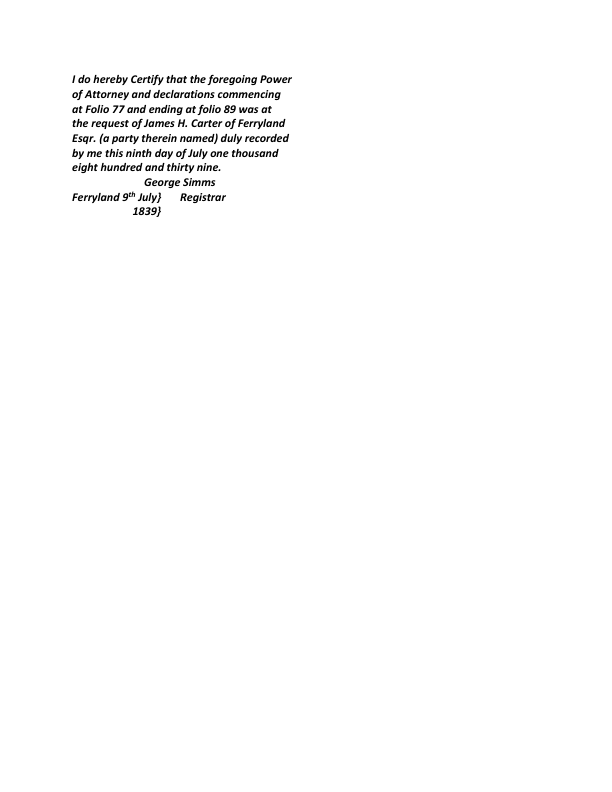 I do hereby Certify that the foregoing Power
of Attorney and declarations commencing
at Folio 77 and ending at folio 89 was at
the request of James H. Carter of Ferryland
Esqr. (a party therein named) duly recorded
by me this ninth day of July one thousand
eight hundred and thirty nine.
George Simms
Ferryland 9th July} Registrar
1839}